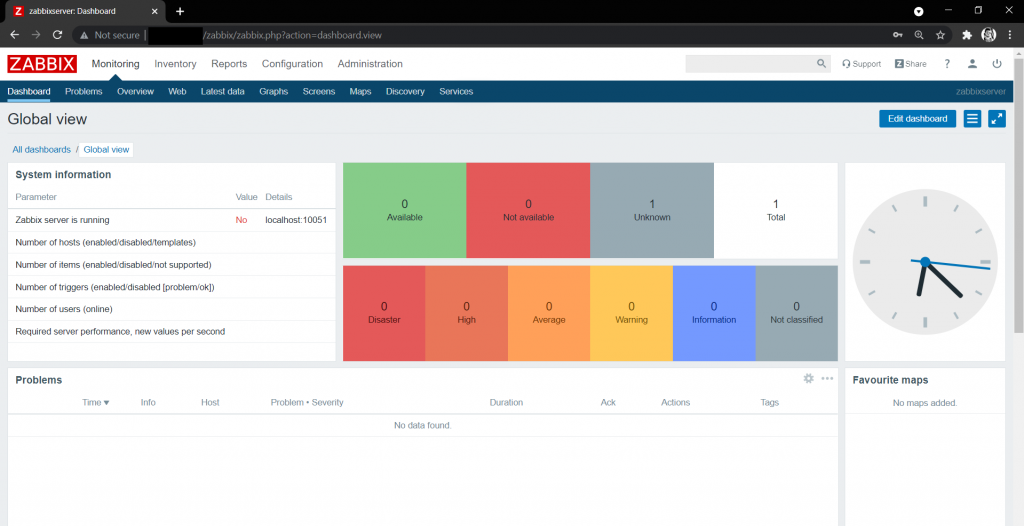 Z zabbixserver: Dashboard
Not secure /zabbix/zabbix.php?action=dashboard.view
ZABBIX Monitoring Inventory Reports Configuration Administration Support Z Share ?
Dashboard Problems Overview Web Latest data Graphs Screens Maps Discovery Services zabbixserver
Global view Edit dashboard
All dashboards / Global view
System information
Parameter Value Details
Zabbix server is running No localhost:10051
Number of hosts (enabled/disabled/templates)
Number of items (enabled/disabled/not supported)
Number of triggers (enabled/disabled [problem/ok])
Number of users (online)
Required server performance, new values per second
0 Available
0 Not available
1 Unknown
1 Total
0 Disaster
0 High
0 Average
0 Warning
0 Information
0 Not classified
Problems
Time ▼ Info Host Problem • Severity Duration Ack Actions Tags
No data found.
Favourite maps
No maps added.